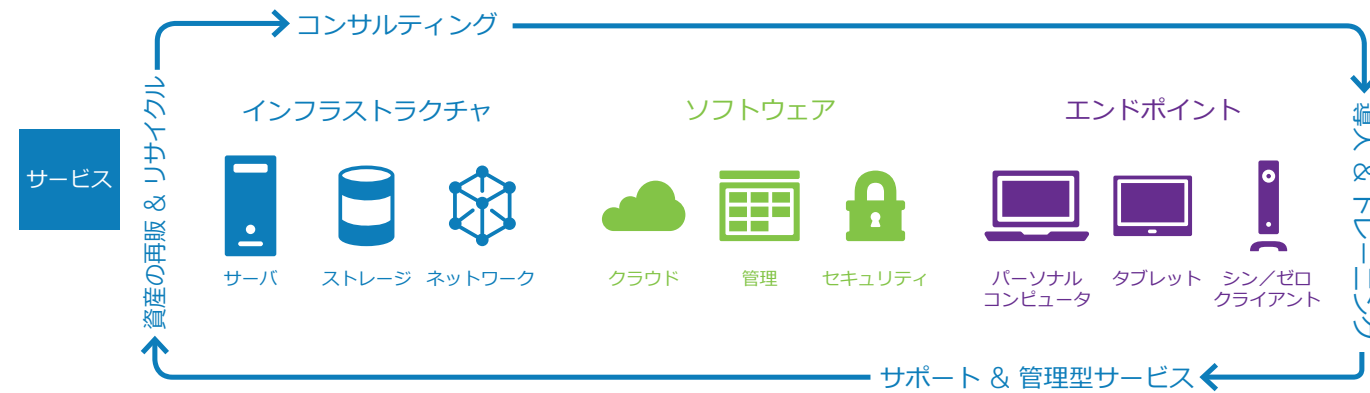 コンサルティング
インフラストラクチャ
ソフトウェア
エンドポイント
サービス
資産の再販 & リサイクル
導入 & トレーニング
サーバ
ストレージ
ネットワーク
クラウド
管理
セキュリティ
パーソナル
コンピュータ
タブレット
シン／ゼロ
クライアント
サポート & 管理型サービス